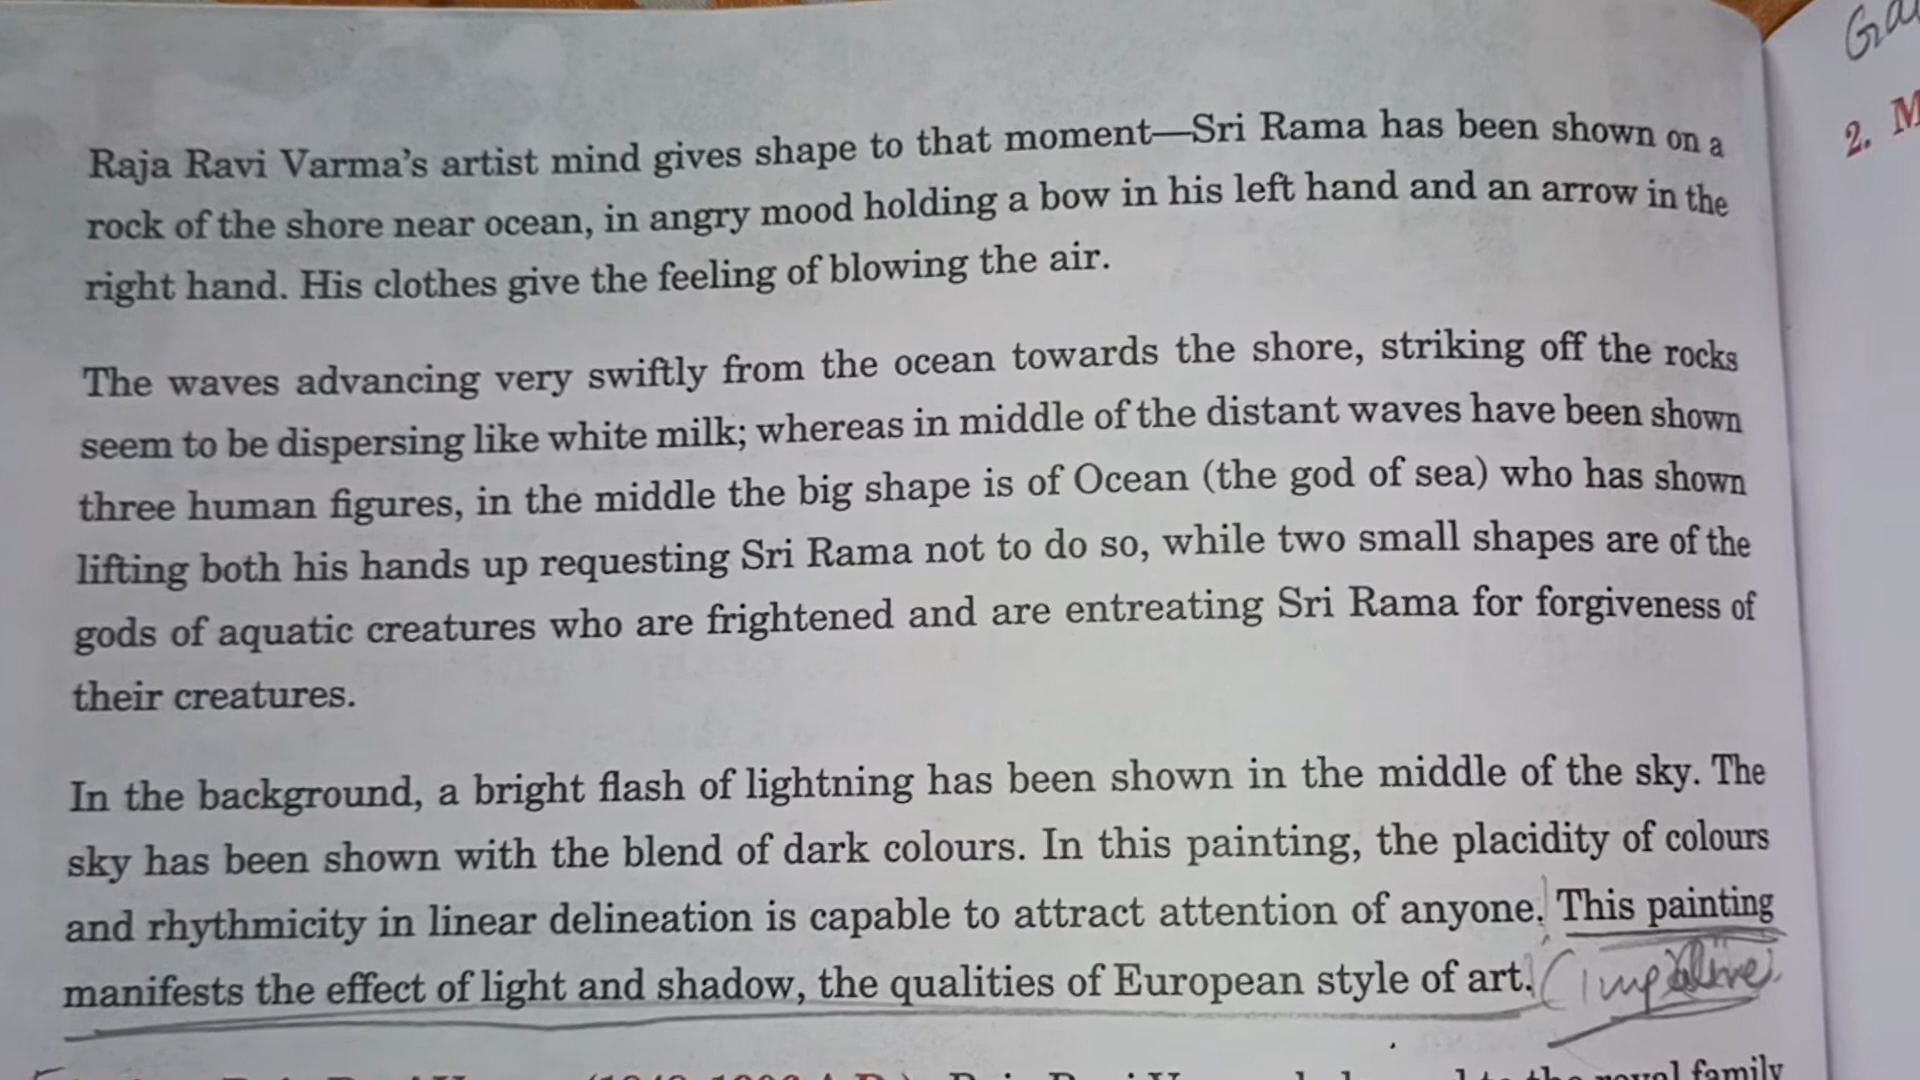 Raja Ravi Varma's artist mind gives shape to that moment—Sri Rama has been shown on a
rock of the shore near ocean, in angry mood holding a bow in his left hand and an arrow in the
right hand. His clothes give the feeling of blowing the air.
The waves advancing very swiftly from the ocean towards the shore, striking off the rocks
seem to be dispersing like white milk; whereas in middle of the distant waves have been shown
three human figures, in the middle the big shape is of Ocean (the god of sea) who has shown
lifting both his hands up requesting Sri Rama not to do so, while two small shapes are of the
gods of aquatic creatures who are frightened and are entreating Sri Rama for forgiveness of
their creatures.
In the background, a bright flash of lightning has been shown in the middle of the sky. The
sky has been shown with the blend of dark colours. In this painting, the placidity of colours
and rhythmicity in linear delineation is capable to attract attention of anyone. This painting
manifests the effect of light and shadow, the qualities of European style of art. (Imp line)
royal family
2. M